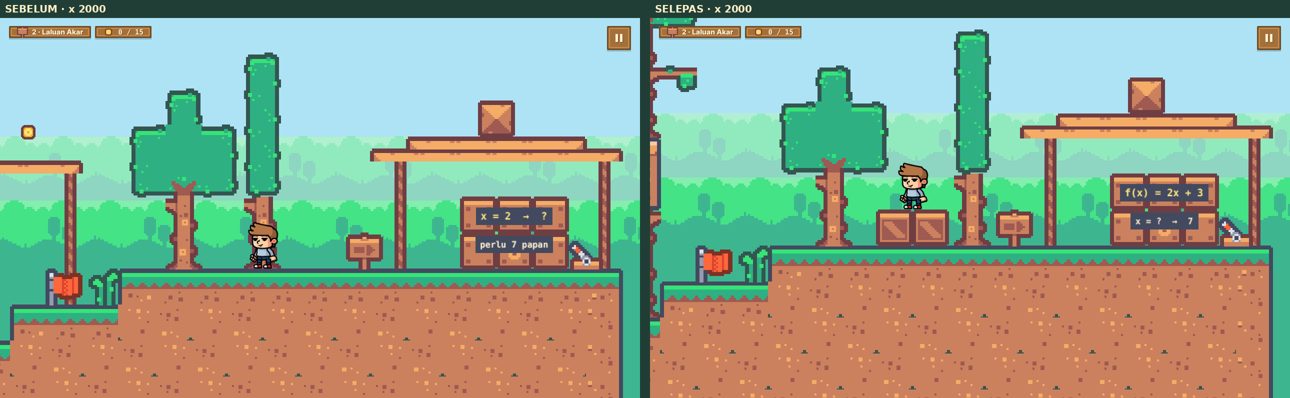 SEBELUM · x 2000
2 · Laluan Akar
0 / 15
x = 2 → ?
perlu 7 papan
SELEPAS · x 2000
2 · Laluan Akar
0 / 15
f(x) = 2x + 3
x = ? → 7